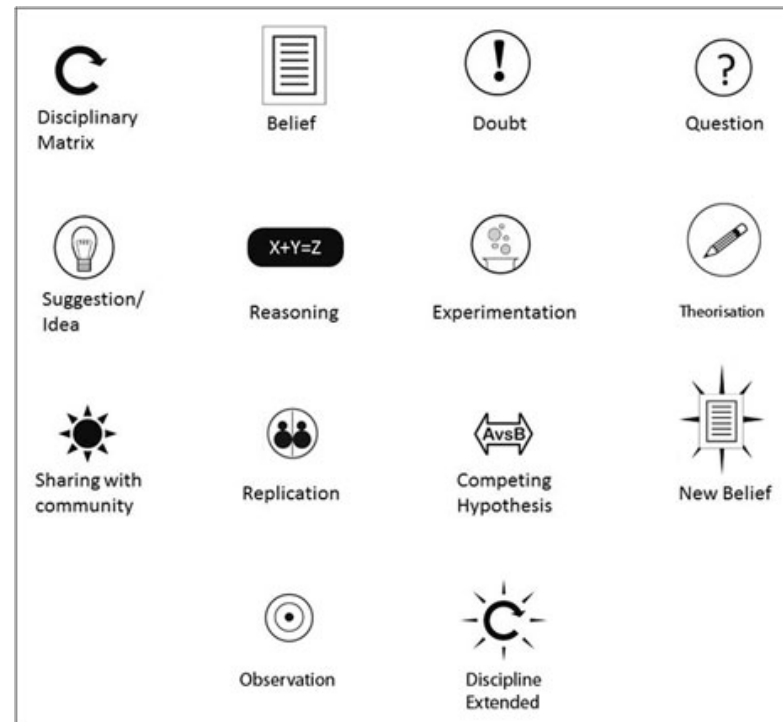 Disciplinary
Matrix
Belief
!
Doubt
?
Question
Suggestion/
Idea
X+Y=Z
Reasoning
Experimentation
Theorisation
Sharing with
community
Replication
AvsB
Competing
Hypothesis
New Belief
Observation
Discipline
Extended